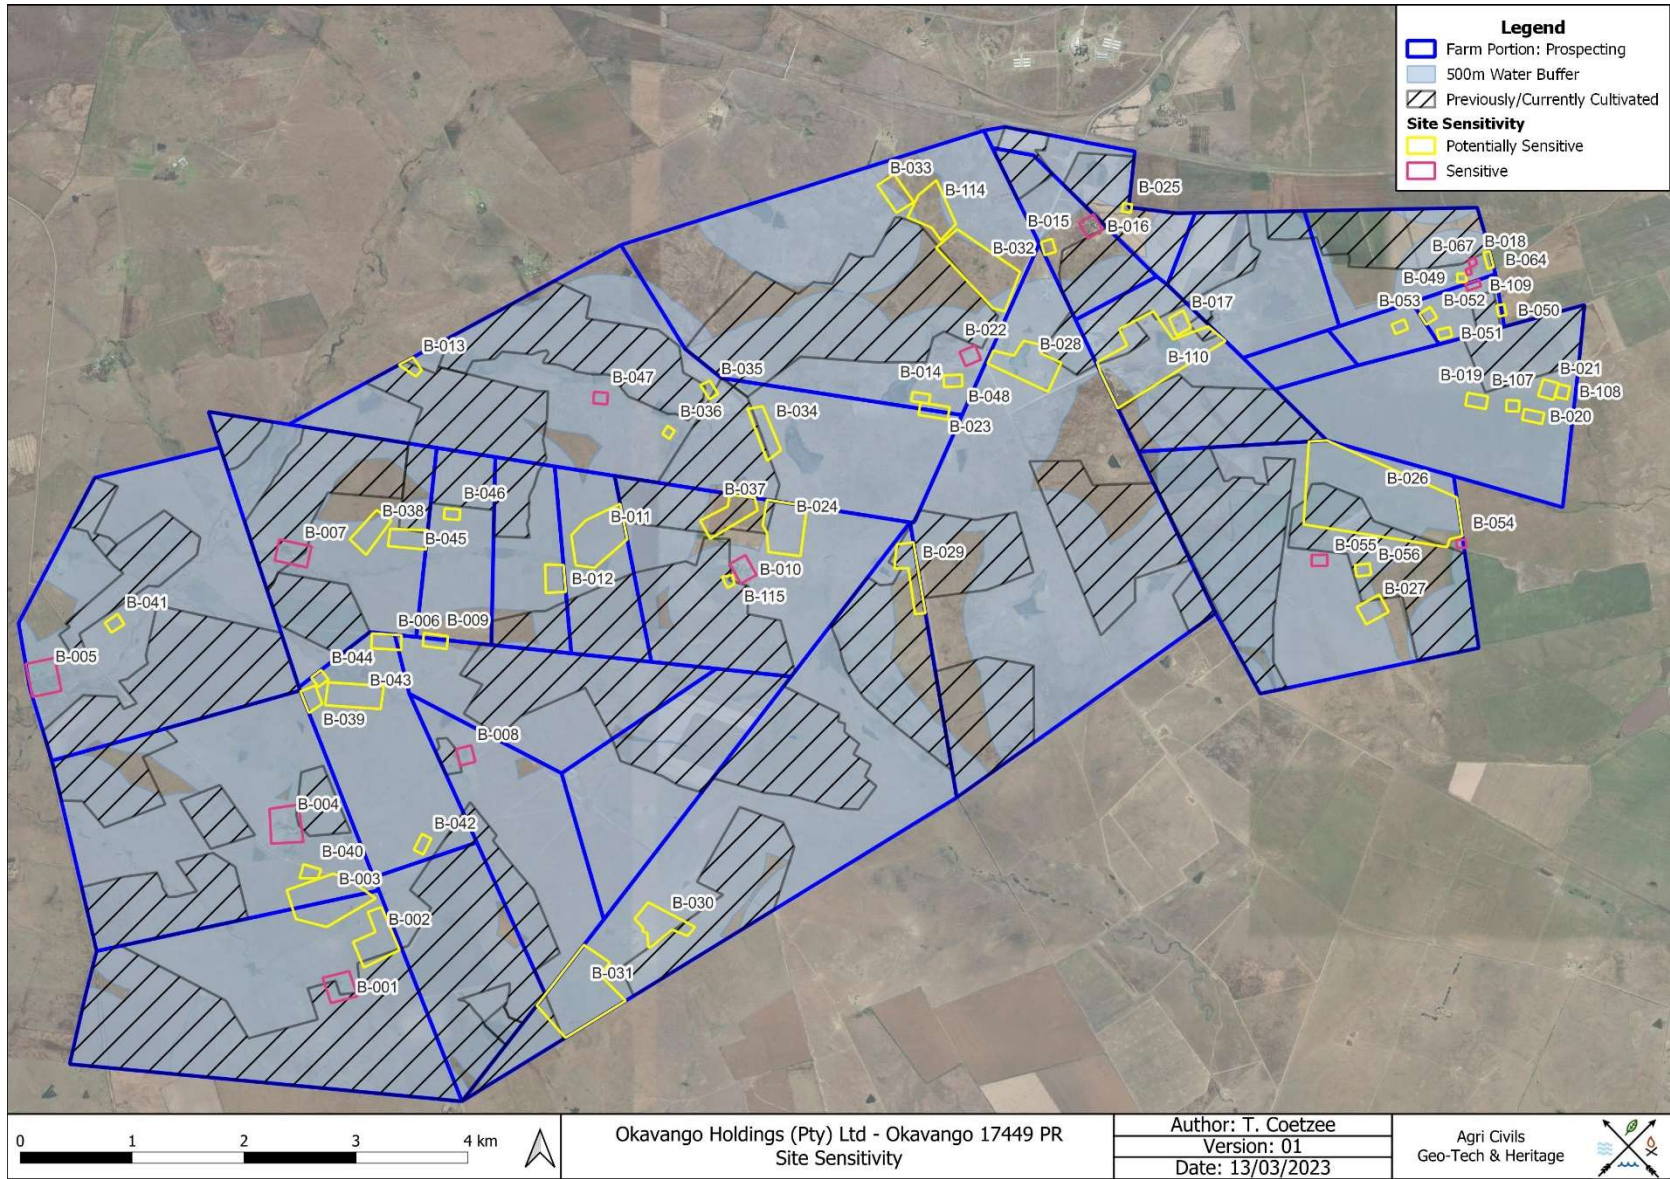 Legend
Farm Portion: Prospecting
500m Water Buffer
Previously/Currently Cultivated
Site Sensitivity
Potentially Sensitive
Sensitive
B-033
B-114
B-025
B-015
B-016
B-032
B-067
B-018
B-064
B-049
B-109
B-053
B-052
B-050
B-051
B-017
B-022
B-028
B-110
B-013
B-035
B-014
B-047
B-048
B-036
B-034
B-023
B-019
B-107
B-021
B-108
B-020
B-026
B-046
B-037
B-024
B-038
B-011
B-007
B-045
B-054
B-029
B-055
B-056
B-010
B-012
B-115
B-027
B-041
B-006
B-009
B-005
B-044
B-043
B-039
B-008
B-004
B-042
B-040
B-003
B-002
B-030
B-031
B-001
0 1 2 3 4 km
Okavango Holdings (Pty) Ltd - Okavango 17449 PR
Site Sensitivity
Author: T. Coetzee
Version: 01
Date: 13/03/2023
Agri Civils
Geo-Tech & Heritage